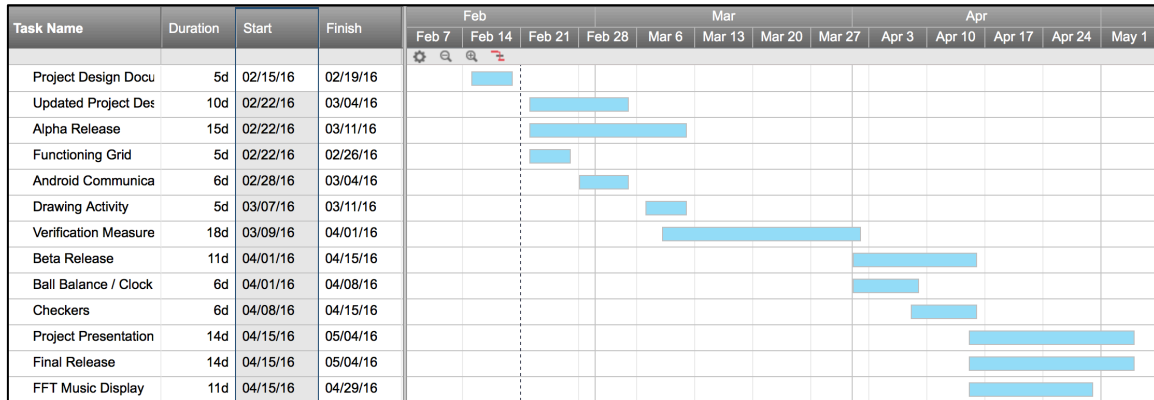 Feb Mar Apr
Task Name Duration Start Finish Feb 7 Feb 14 Feb 21 Feb 28 Mar 6 Mar 13 Mar 20 Mar 27 Apr 3 Apr 10 Apr 17 Apr 24 May 1
Project Design Docu 5d 02/15/16 02/19/16
Updated Project Des 10d 02/22/16 03/04/16
Alpha Release 15d 02/22/16 03/11/16
Functioning Grid 5d 02/22/16 02/26/16
Android Communica 6d 02/28/16 03/04/16
Drawing Activity 5d 03/07/16 03/11/16
Verification Measure 18d 03/09/16 04/01/16
Beta Release 11d 04/01/16 04/15/16
Ball Balance / Clock 6d 04/01/16 04/08/16
Checkers 6d 04/08/16 04/15/16
Project Presentation 14d 04/15/16 05/04/16
Final Release 14d 04/15/16 05/04/16
FFT Music Display 11d 04/15/16 04/29/16